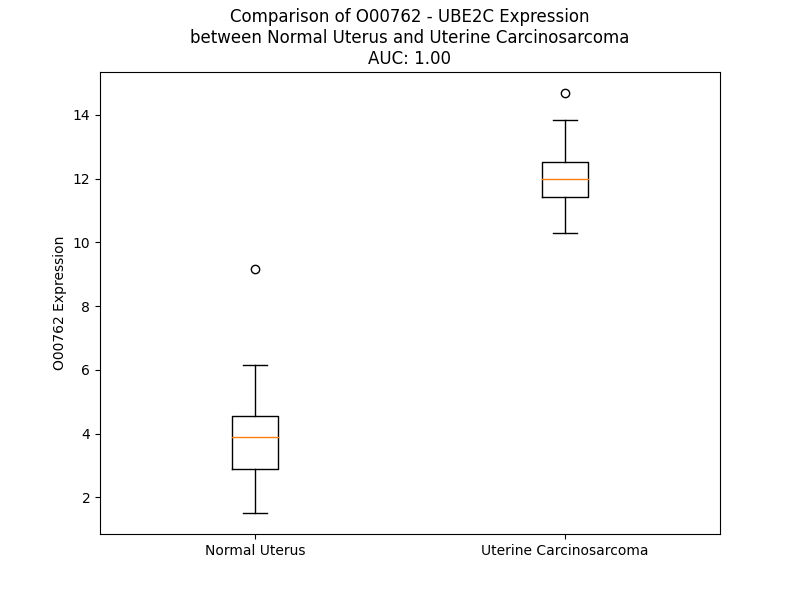 Comparison of O00762 - UBE2C Expression
between Normal Uterus and Uterine Carcinosarcoma
AUC: 1.00
14
12
10
8
6
4
2
O00762 Expression
Normal Uterus
Uterine Carcinosarcoma